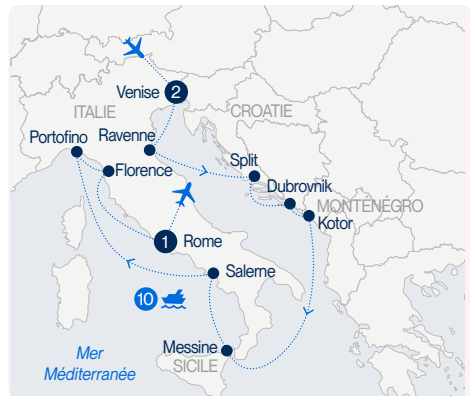 Venise 2
ITALIE
CROATIE
Portofino
Ravenne
Florence
Split
Dubrovnik
MONTÉNÉGRO
Kotor
1 Rome
Salerne
10
Messine
SICILE
Mer
Méditerranée